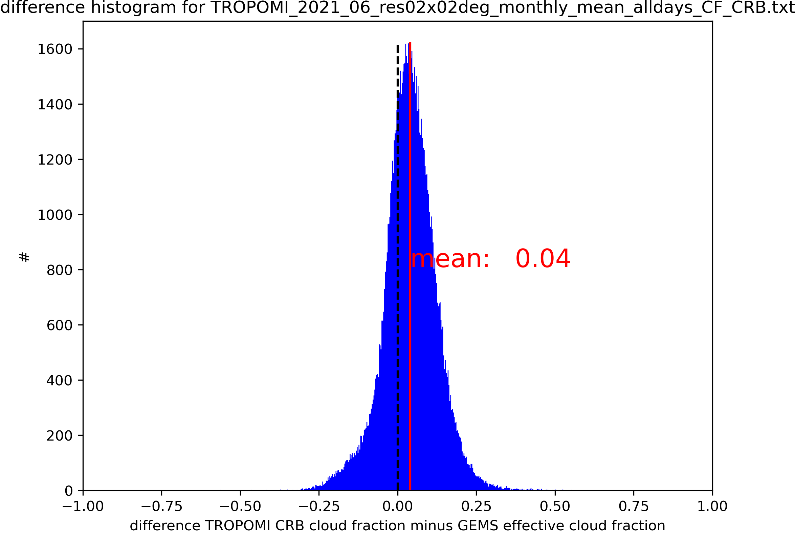 difference histogram for TROPOMI_2021_06_res02x02deg_monthly_mean_alldays_CF_CRB.txt
1600
1400
1200
1000
800
600
400
200
0
#
mean: 0.04
−1.00 −0.75 −0.50 −0.25 0.00 0.25 0.50 0.75 1.00
difference TROPOMI CRB cloud fraction minus GEMS effective cloud fraction